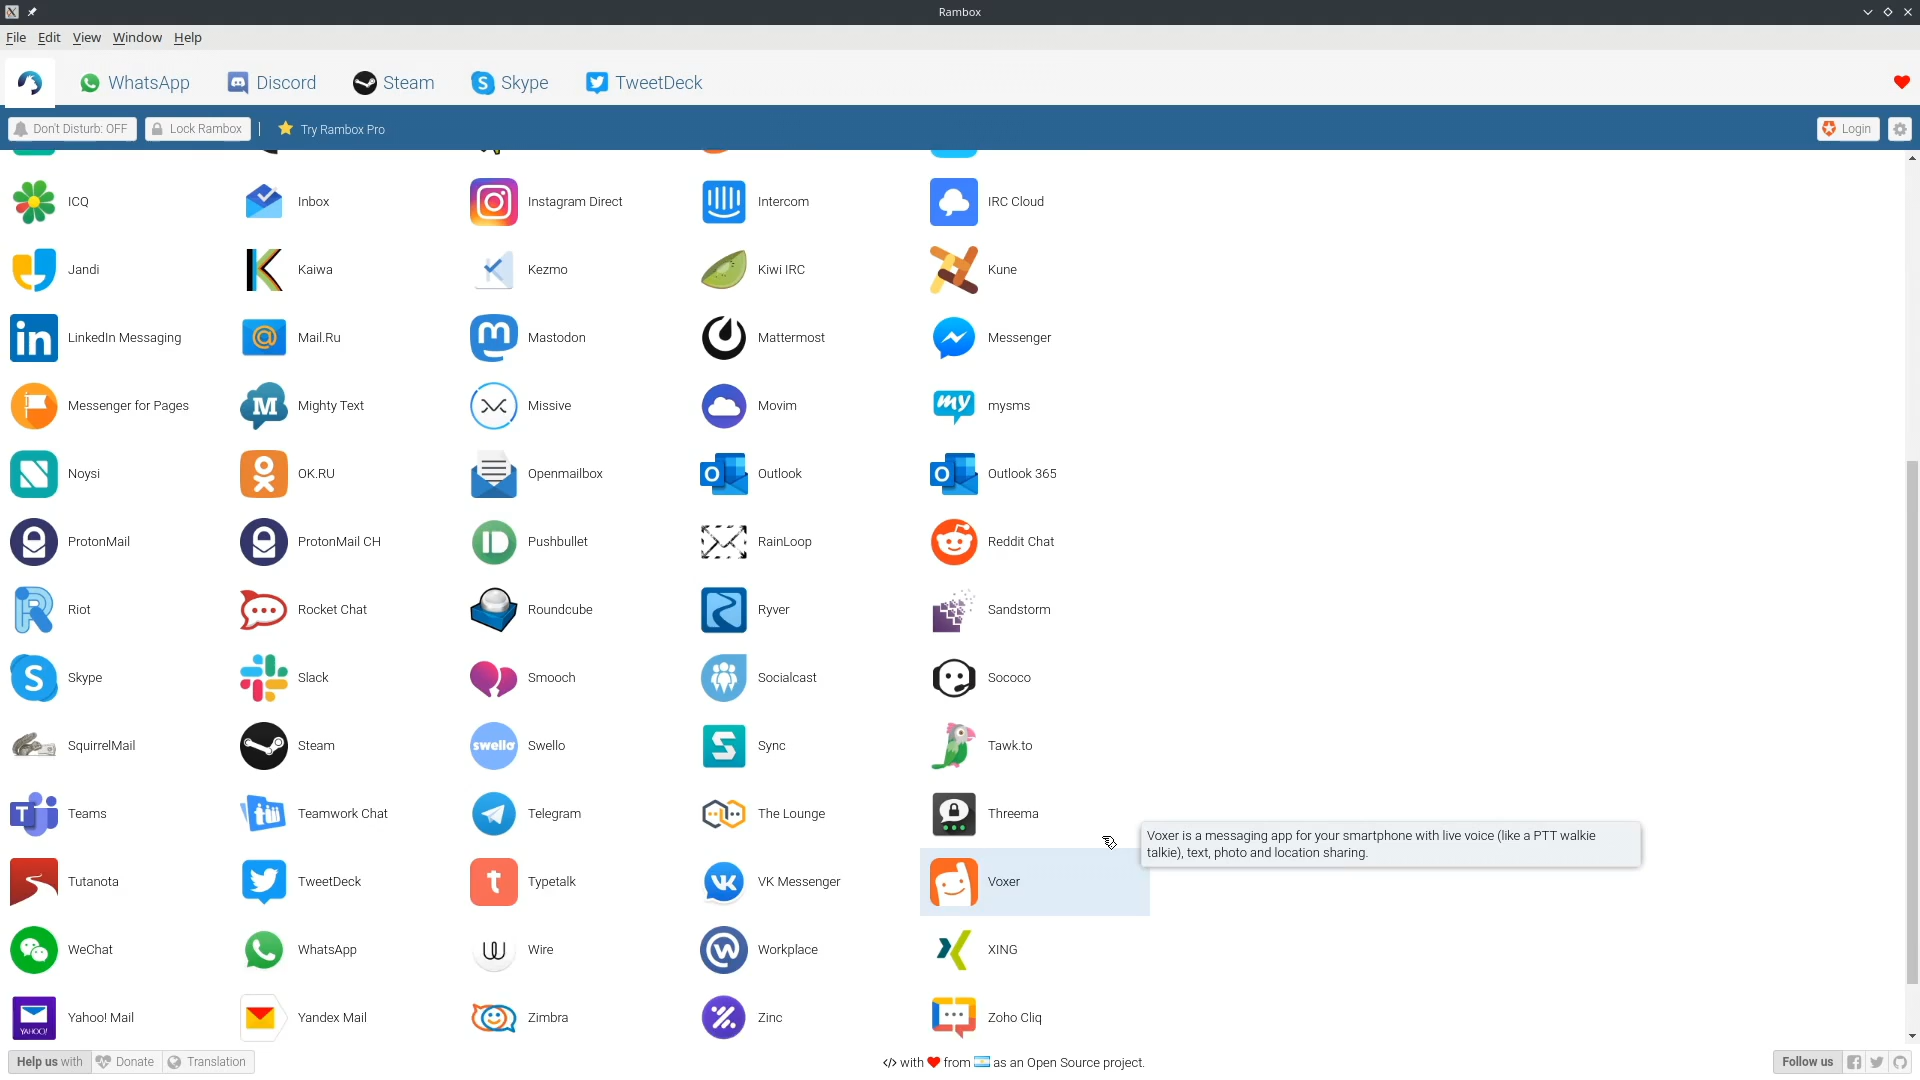 Rambox
File Edit View Window Help
WhatsApp Discord Steam Skype TweetDeck
Don't Disturb: OFF Lock Rambox | Try Rambox Pro Login
ICQ Inbox Instagram Direct Intercom IRC Cloud
Jandi Kaiwa Kezmo Kiwi IRC Kune
LinkedIn Messaging Mail.Ru Mastodon Mattermost Messenger
Messenger for Pages Mighty Text Missive Movim mysms
Noysi OK.RU Openmailbox Outlook Outlook 365
ProtonMail ProtonMail CH Pushbullet RainLoop Reddit Chat
Riot Rocket Chat Roundcube Ryver Sandstorm
Skype Slack Smooch Socialcast Sococo
SquirrelMail Steam swello Swello Sync Tawk.to
Teams Teamwork Chat Telegram The Lounge Threema
Voxer is a messaging app for your smartphone with live voice (like a PTT walkie
talkie), text, photo and location sharing.
Tutanota TweetDeck Typetalk VK Messenger Voxer
WeChat WhatsApp Wire Workplace XING
YAHOO! Yahoo! Mail Yandex Mail Zimbra Zinc Zoho Cliq
Help us with Donate Translation </> with ❤ from 🇦🇷 as an Open Source project. Follow us